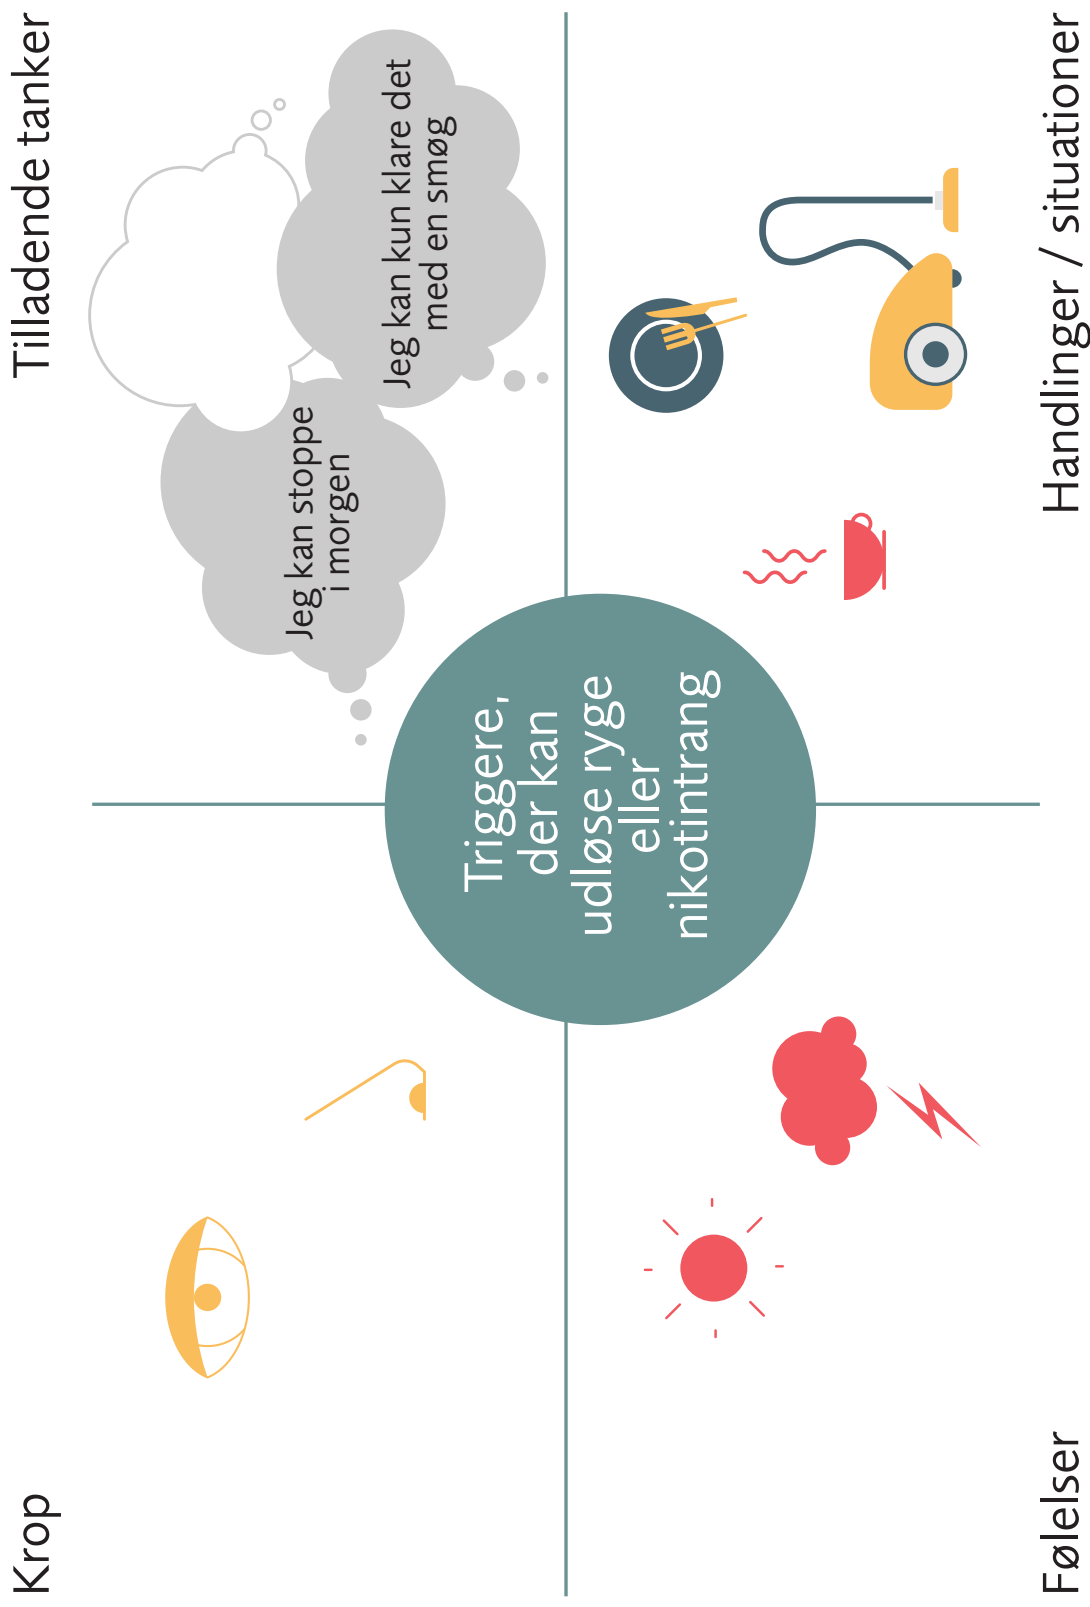 Krop
Tilladende tanker
Jeg kan stoppe
i morgen
Jeg kan kun klare det
med en smøg
Triggere,
der kan
udløse ryge
eller
nikotintrang
Følelser
Handlinger / situationer